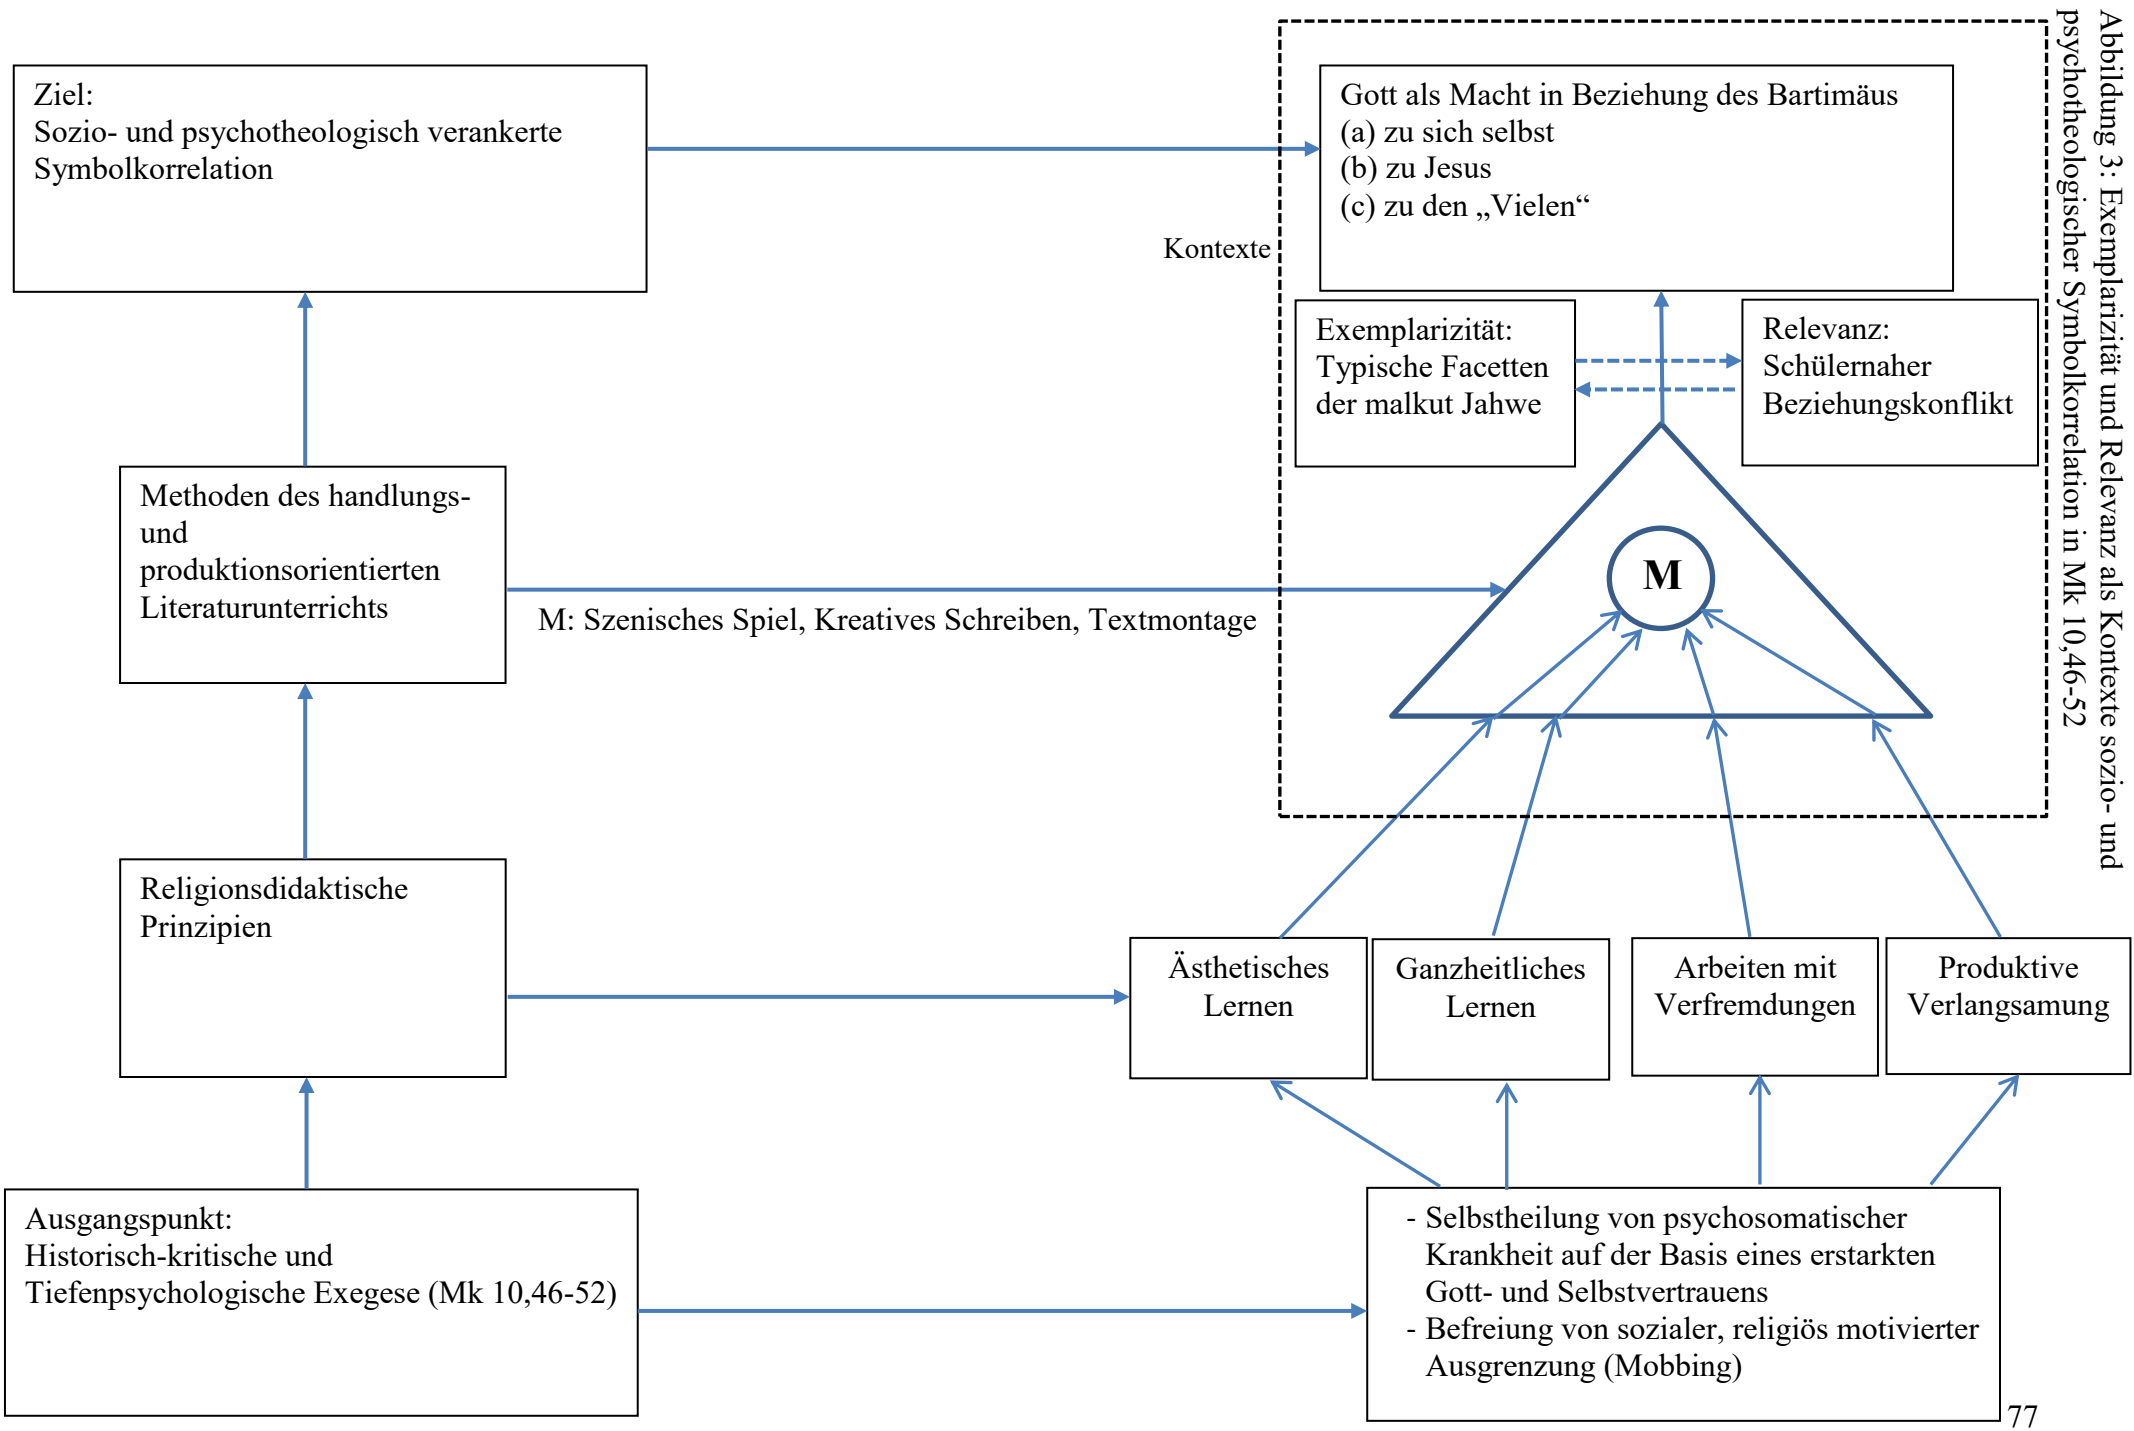 Ziel:
Sozio- und psychotheologisch verankerte
Symbolkorrelation
Gott als Macht in Beziehung des Bartimäus
(a) zu sich selbst
(b) zu Jesus
(c) zu den „Vielen“
Kontexte
Exemplarizität:
Typische Facetten
der malkut Jahwe
Relevanz:
Schülernaher
Beziehungskonflikt
Methoden des handlungs-
und
produktionsorientierten
Literaturunterrichts
M: Szenisches Spiel, Kreatives Schreiben, Textmontage
M
Religionsdidaktische
Prinzipien
Ästhetisches
Lernen
Ganzheitliches
Lernen
Arbeiten mit
Verfremdungen
Produktive
Verlangsamung
Ausgangspunkt:
Historisch-kritische und
Tiefenpsychologische Exegese (Mk 10,46-52)
- Selbstheilung von psychosomatischer
Krankheit auf der Basis eines erstarkten
Gott- und Selbstvertrauens
- Befreiung von sozialer, religiös motivierter
Ausgrenzung (Mobbing)
Abbildung 3: Exemplarizität und Relevanz als Kontexte sozio- und
psychotheologischer Symbolkorrelation in Mk 10,46-52
77